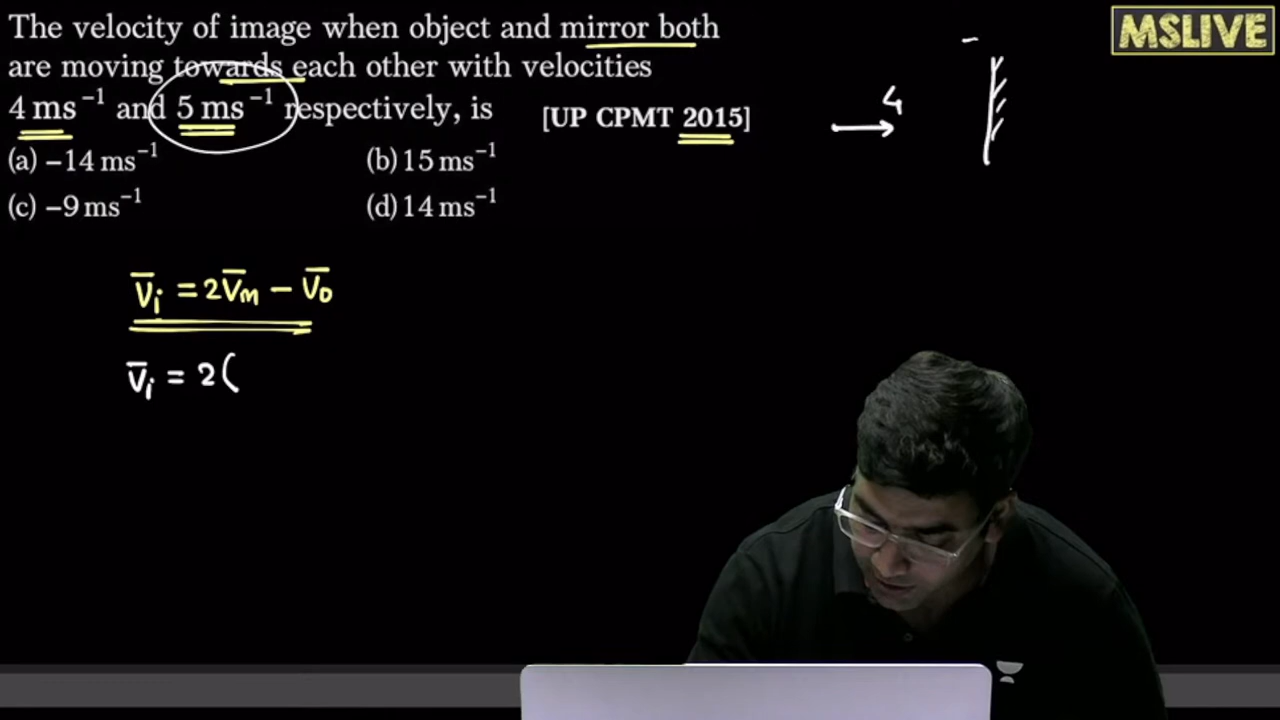 The velocity of image when object and mirror both
are moving towards each other with velocities
4 ms⁻¹ and 5 ms⁻¹ respectively, is [UP CPMT 2015]
(a) −14 ms⁻¹ (b) 15 ms⁻¹
(c) −9 ms⁻¹ (d) 14 ms⁻¹
MSLIVE
4
V̄i = 2V̄m − V̄o
V̄i = 2(